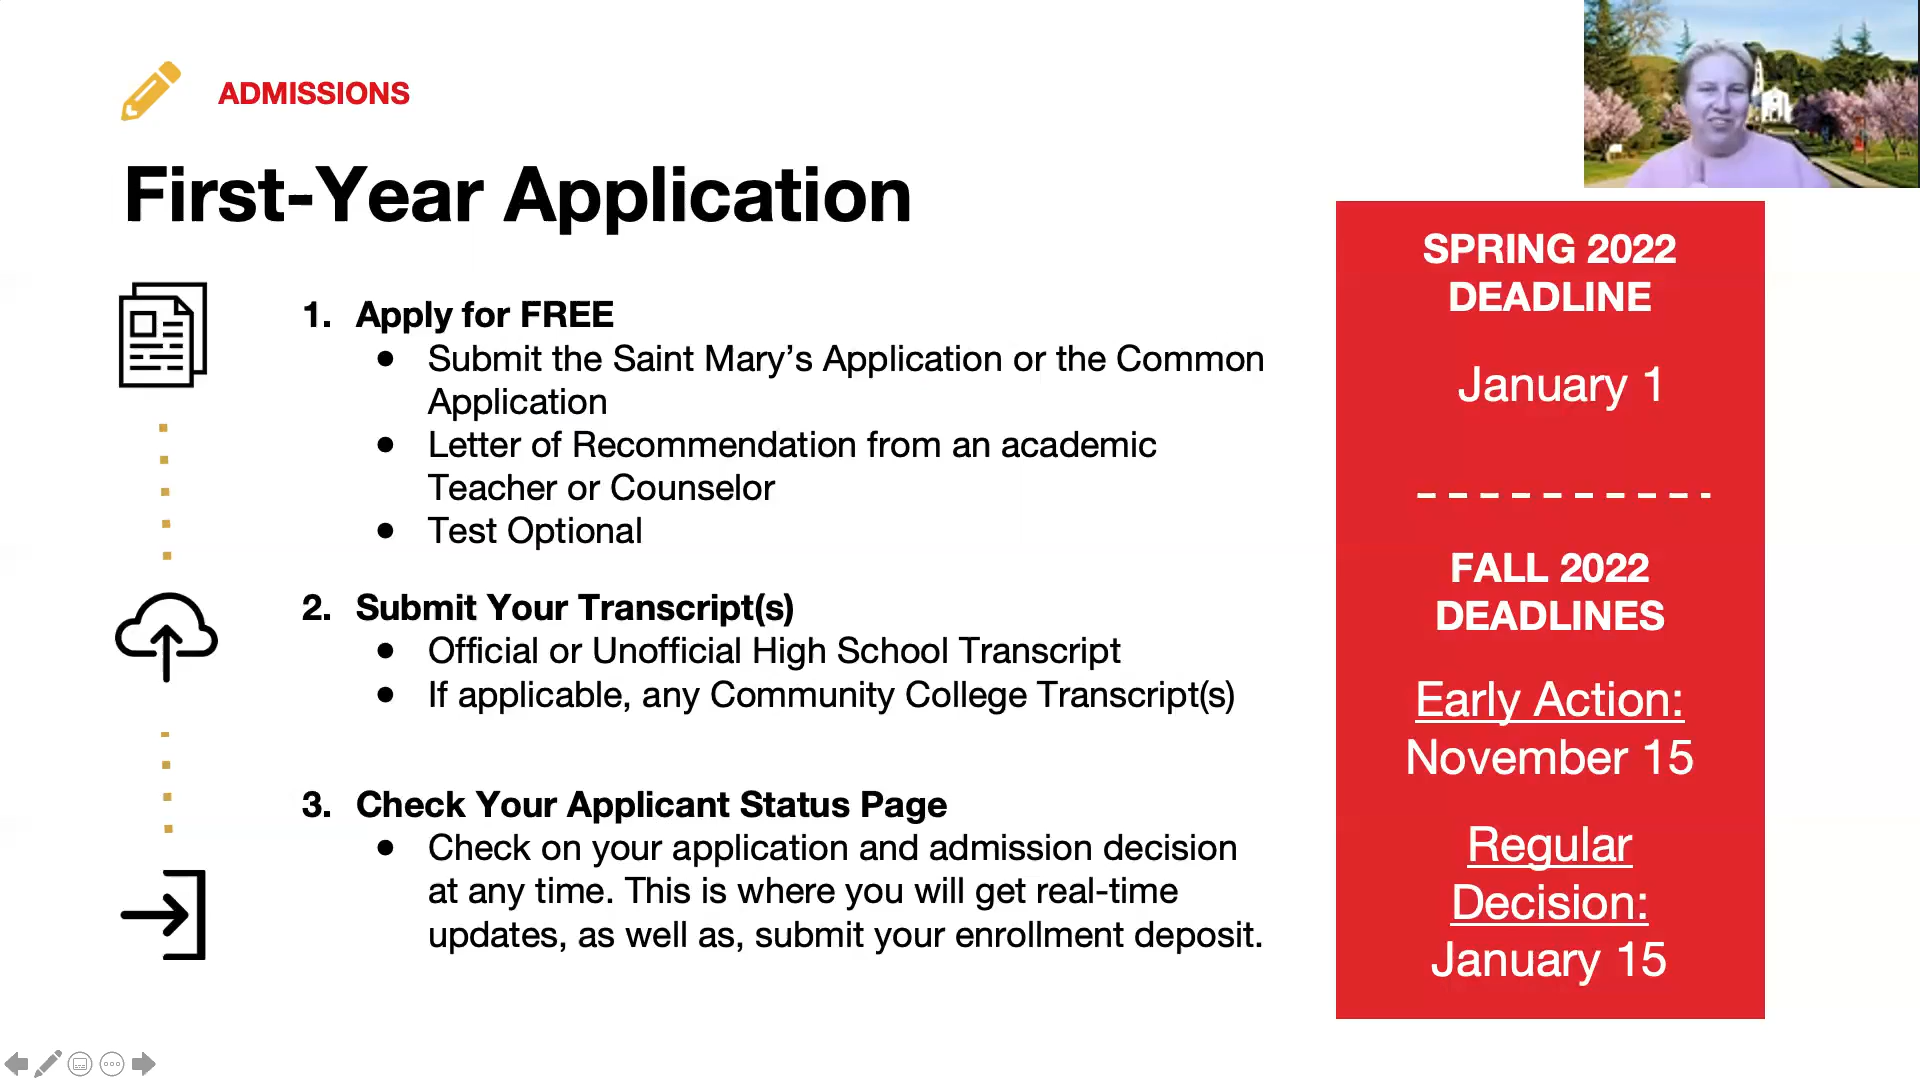 ADMISSIONS
First-Year Application
1. Apply for FREE
● Submit the Saint Mary’s Application or the Common
Application
● Letter of Recommendation from an academic
Teacher or Counselor
● Test Optional
2. Submit Your Transcript(s)
● Official or Unofficial High School Transcript
● If applicable, any Community College Transcript(s)
3. Check Your Applicant Status Page
● Check on your application and admission decision
at any time. This is where you will get real-time
updates, as well as, submit your enrollment deposit.
SPRING 2022
DEADLINE
January 1
FALL 2022
DEADLINES
Early Action:
November 15
Regular
Decision:
January 15